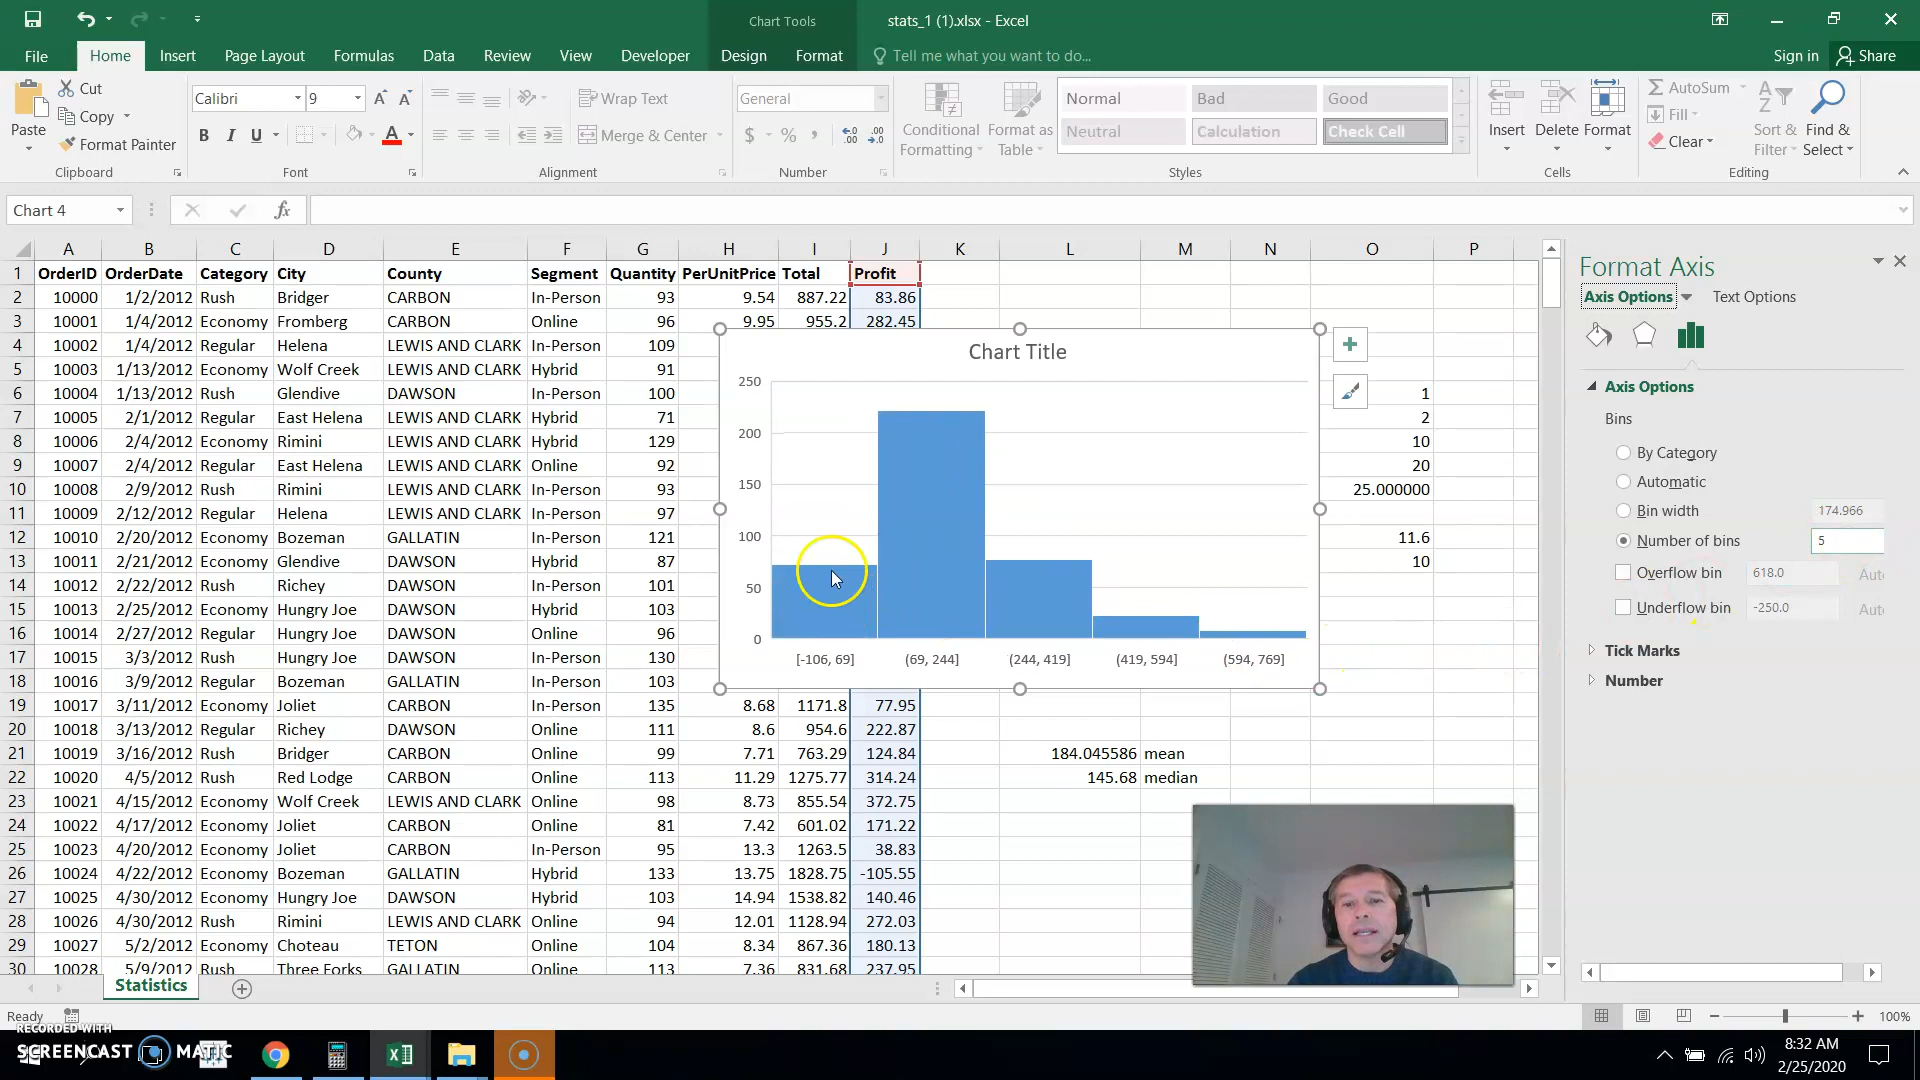 Chart Tools
stats_1 (1).xlsx - Excel
File Home Insert Page Layout Formulas Data Review View Developer Design Format Tell me what you want to do... Sign in Share
Paste
Cut
Copy
Format Painter
Clipboard
Calibri 9
B I U A
Font
Wrap Text
Merge & Center
Alignment
General
$ % ,
Number
Conditional Formatting
Format as Table
Normal Bad Good
Neutral Calculation Check Cell
Styles
Insert Delete Format
Cells
AutoSum
Fill
Clear
Sort & Filter
Find & Select
Editing
Chart 4 fx
A B C D E F G H I J K L M N O P
1 OrderID OrderDate Category City County Segment Quantity PerUnitPrice Total Profit
2 10000 1/2/2012 Rush Bridger CARBON In-Person 93 9.54 887.22 83.86
3 10001 1/4/2012 Economy Fromberg CARBON Online 96 9.95 955.2 282.45
4 10002 1/4/2012 Regular Helena LEWIS AND CLARK In-Person 109
5 10003 1/13/2012 Economy Wolf Creek LEWIS AND CLARK Hybrid 91
6 10004 1/13/2012 Rush Glendive DAWSON In-Person 100 1
7 10005 2/1/2012 Regular East Helena LEWIS AND CLARK Hybrid 71 2
8 10006 2/4/2012 Economy Rimini LEWIS AND CLARK Hybrid 129 10
9 10007 2/4/2012 Regular East Helena LEWIS AND CLARK Online 92 20
10 10008 2/9/2012 Rush Rimini LEWIS AND CLARK In-Person 93 25.000000
11 10009 2/12/2012 Regular Helena LEWIS AND CLARK In-Person 97
12 10010 2/20/2012 Economy Bozeman GALLATIN In-Person 121 11.6
13 10011 2/21/2012 Economy Glendive DAWSON Hybrid 87 10
14 10012 2/22/2012 Rush Richey DAWSON In-Person 101
15 10013 2/25/2012 Economy Hungry Joe DAWSON Hybrid 103
16 10014 2/27/2012 Regular Hungry Joe DAWSON Online 96
17 10015 3/3/2012 Rush Hungry Joe DAWSON In-Person 130
18 10016 3/9/2012 Regular Bozeman GALLATIN In-Person 103
19 10017 3/11/2012 Economy Joliet CARBON In-Person 135 8.68 1171.8 77.95
20 10018 3/13/2012 Regular Richey DAWSON Online 111 8.6 954.6 222.87
21 10019 3/16/2012 Rush Bridger CARBON Online 99 7.71 763.29 124.84 184.045586 mean
22 10020 4/5/2012 Rush Red Lodge CARBON Online 113 11.29 1275.77 314.24 145.68 median
23 10021 4/15/2012 Economy Wolf Creek LEWIS AND CLARK Online 98 8.73 855.54 372.75
24 10022 4/17/2012 Economy Joliet CARBON Online 81 7.42 601.02 171.22
25 10023 4/20/2012 Economy Joliet CARBON In-Person 95 13.3 1263.5 38.83
26 10024 4/22/2012 Economy Bozeman GALLATIN Hybrid 133 13.75 1828.75 -105.55
27 10025 4/30/2012 Economy Hungry Joe DAWSON Hybrid 103 14.94 1538.82 140.46
28 10026 4/30/2012 Rush Rimini LEWIS AND CLARK Online 94 12.01 1128.94 272.03
29 10027 5/2/2012 Economy Choteau TETON Online 104 8.34 867.36 180.13
30 10028 5/9/2012 Rush Three Forks GALLATIN Online 113 7.36 831.68 237.95
Chart Title
250
200
150
100
50
0
[-106, 69] (69, 244] (244, 419] (419, 594] (594, 769]
Format Axis
Axis Options Text Options
Axis Options
Bins
By Category
Automatic
Bin width 174.966
Number of bins 5
Overflow bin 618.0 Aut
Underflow bin -250.0 Aut
Tick Marks
Number
Statistics
Ready 100%
RECORDED WITH
SCREENCAST MATIC
8:32 AM
2/25/2020